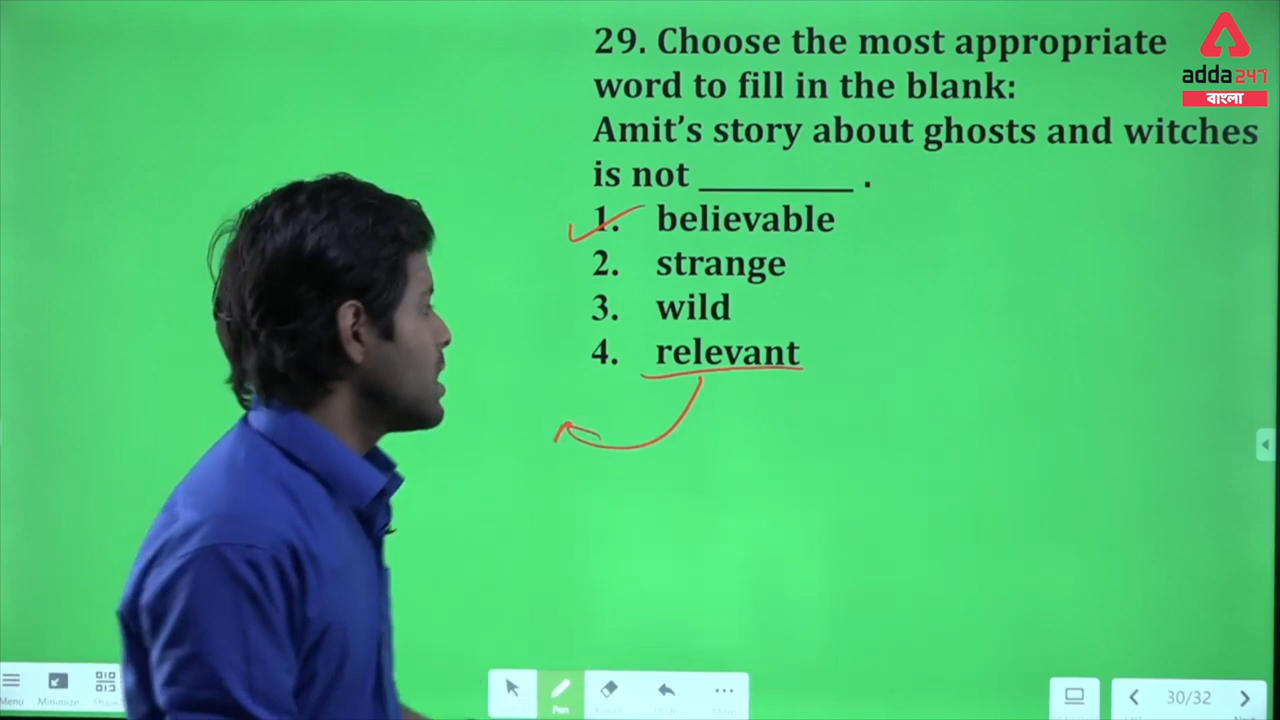 29. Choose the most appropriate
word to fill in the blank:
Amit's story about ghosts and witches
is not ________ .
1. believable
2. strange
3. wild
4. relevant
adda247
বাংলা
Menu
Minimize
Pen
30/32